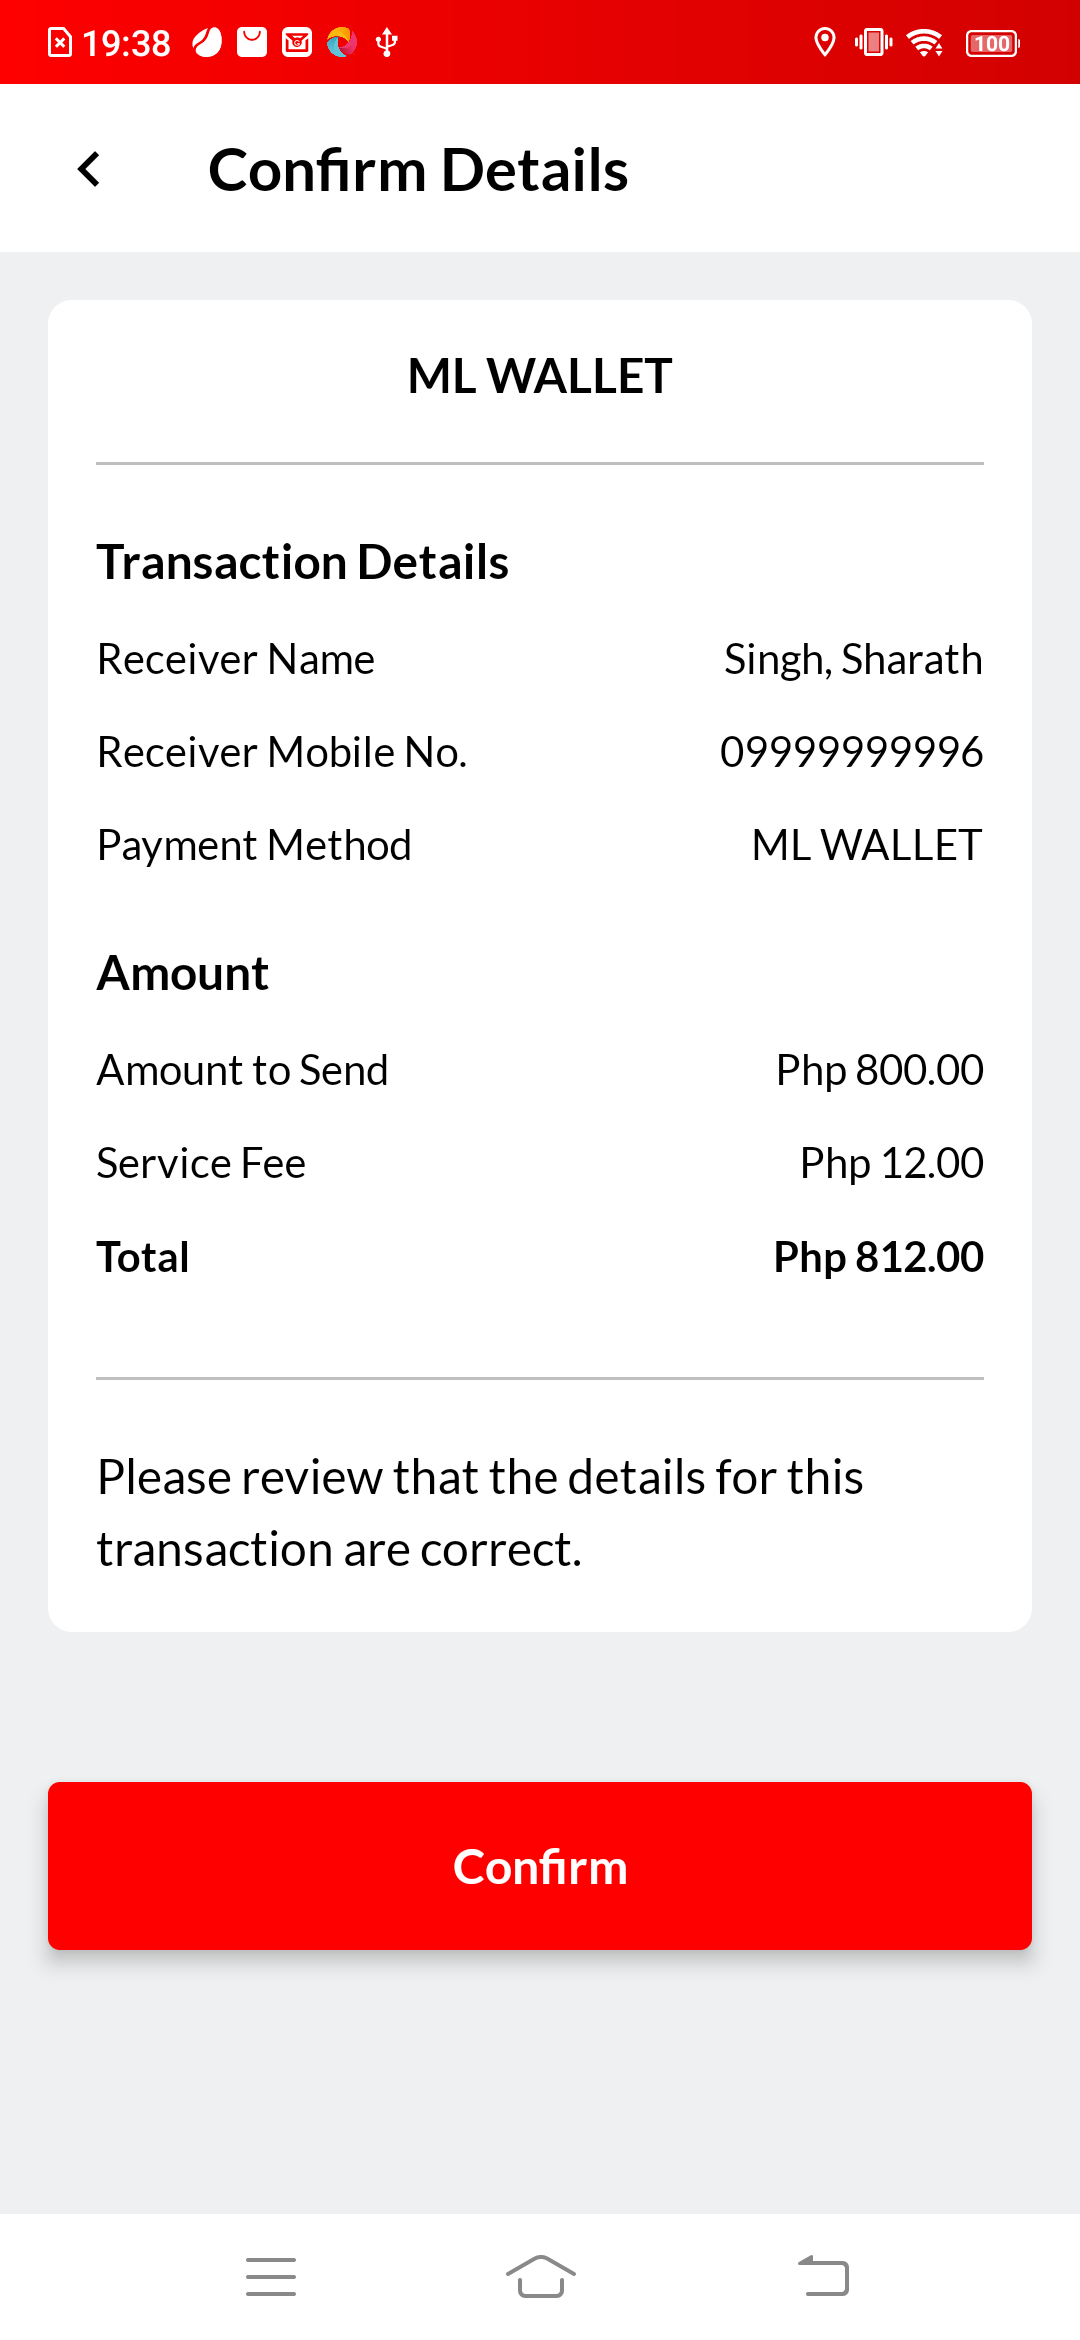 19:38
100
Confirm Details
ML WALLET
Transaction Details
Receiver Name Singh, Sharath
Receiver Mobile No. 09999999996
Payment Method ML WALLET
Amount
Amount to Send Php 800.00
Service Fee Php 12.00
Total Php 812.00
Please review that the details for this
transaction are correct.
Confirm